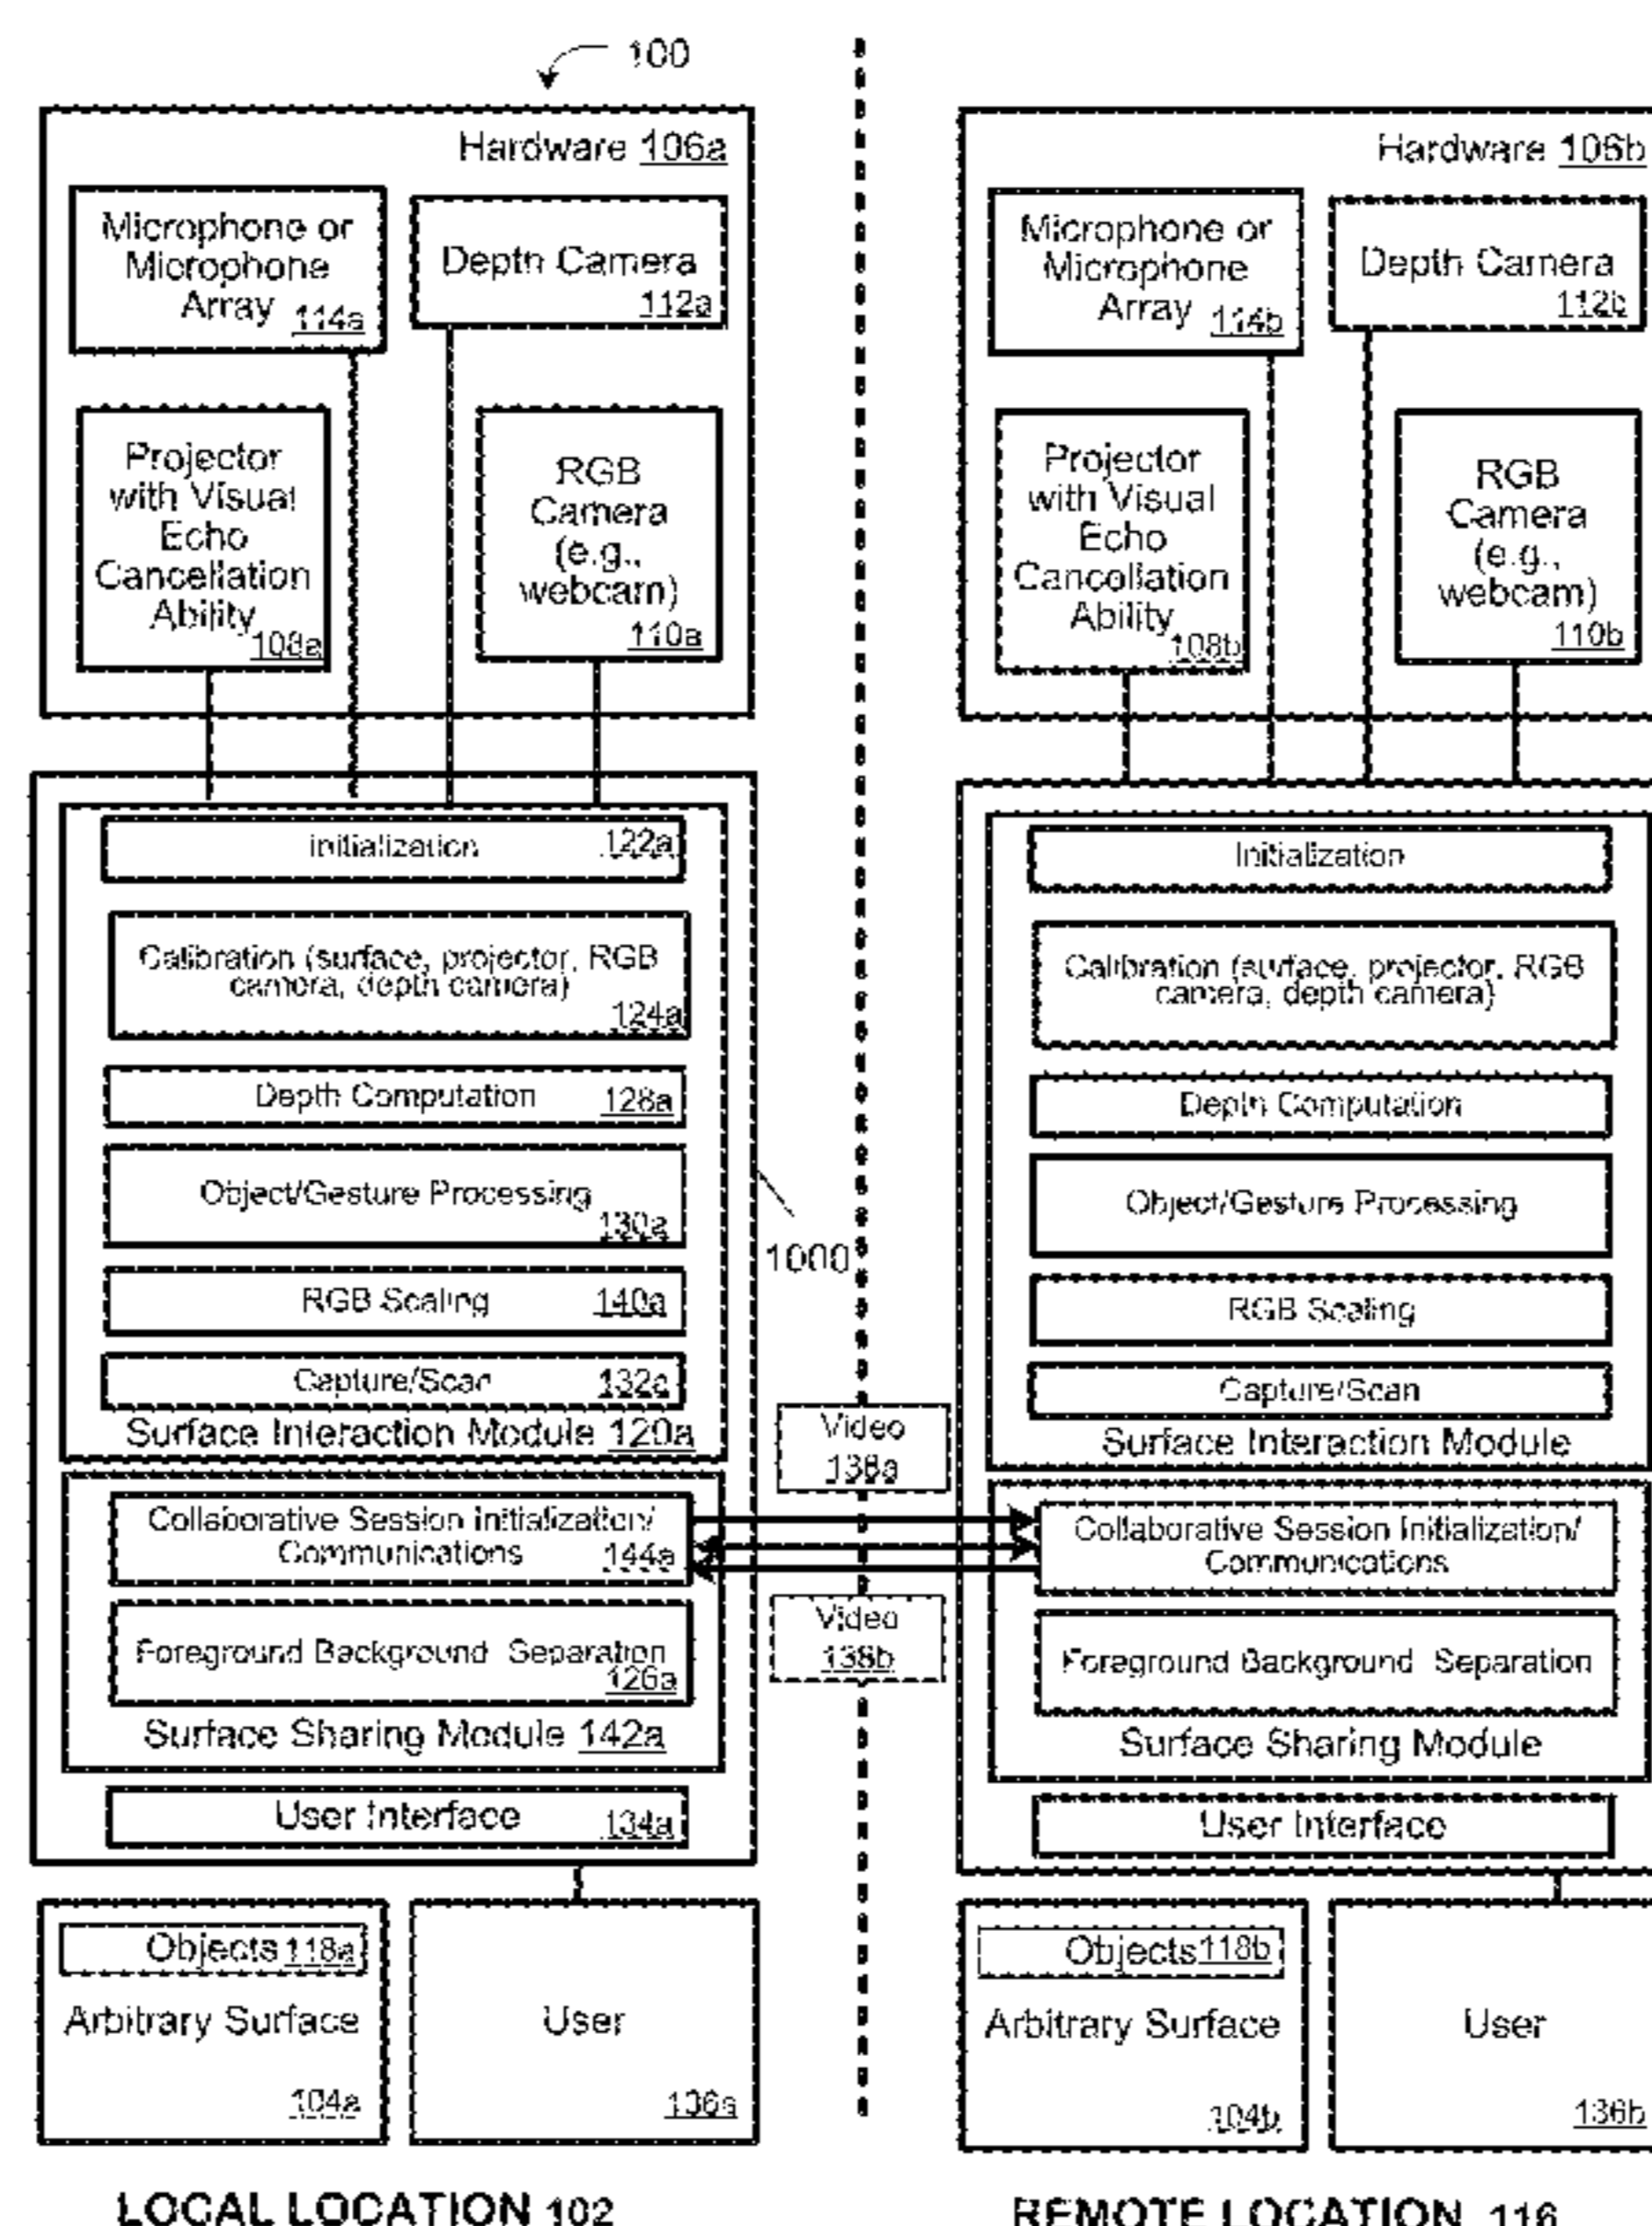 100
Hardware 106a
Microphone or
Microphone
Array 114a
Depth Camera
112a
Projector
with Visual
Echo
Cancellation
Ability
108a
RGB
Camera
(e.g.,
webcam)
110a
initialization 122a
Calibration (surface, projector, RGB
camera, depth camera)
124a
Depth Computation 128a
Object/Gesture Processing
130a
RGB Scaling 140a
Capture/Scan 132c
Surface Interaction Module 120a
Collaborative Session Initialization/
Communications 144a
Foreground Background Separation
126a
Surface Sharing Module 142a
User Interface 134a
Objects 118a
Arbitrary Surface
104a
User
136a
LOCAL LOCATION 102
1000
Video
138a
Video
138b
Hardware 106b
Microphone or
Microphone
Array 114b
Depth Camera
112b
Projector
with Visual
Echo
Cancellation
Ability
108b
RGB
Camera
(e.g.,
webcam)
110b
Initialization
Calibration (surface, projector, RGB
camera, depth camera)
Depth Computation
Object/Gesture Processing
RGB Scaling
Capture/Scan
Surface Interaction Module
Collaborative Session Initialization/
Communications
Foreground Background Separation
Surface Sharing Module
User Interface
Objects 118b
Arbitrary Surface
104b
User
136b
REMOTE LOCATION 116